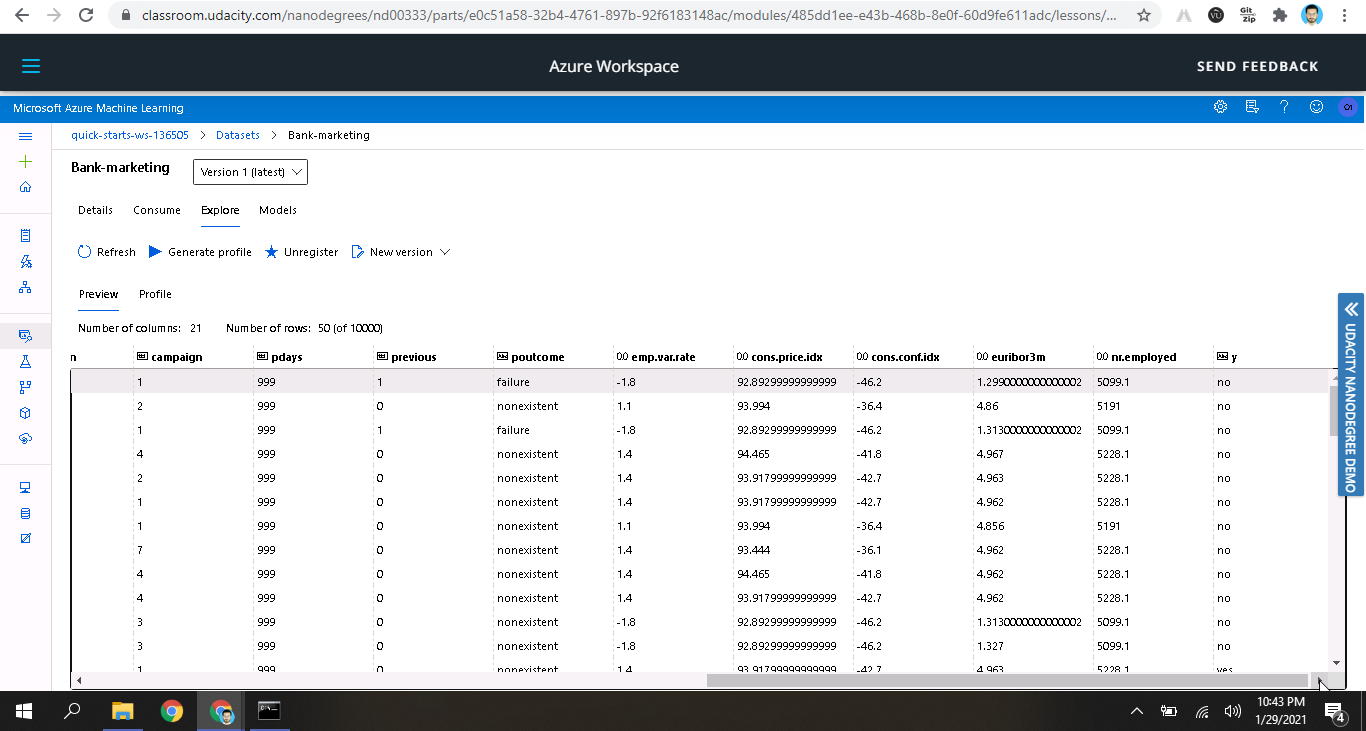 classroom.udacity.com/nanodegrees/nd00333/parts/e0c51a58-32b4-4761-897b-92f6183148ac/modules/485dd1ee-e43b-468b-8e0f-60d9fe611adc/lessons/...
Git Zip
Azure Workspace
SEND FEEDBACK
Microsoft Azure Machine Learning
quick-starts-ws-136505 > Datasets > Bank-marketing
Bank-marketing
Version 1 (latest)
Details Consume Explore Models
Refresh Generate profile Unregister New version
Preview Profile
Number of columns: 21 Number of rows: 50 (of 10000)
n campaign pdays previous poutcome emp.var.rate cons.price.idx cons.conf.idx euribor3m nr.employed y
1 999 1 failure -1.8 92.89299999999999 -46.2 1.2990000000000002 5099.1 no
2 999 0 nonexistent 1.1 93.994 -36.4 4.86 5191 no
1 999 1 failure -1.8 92.89299999999999 -46.2 1.3130000000000002 5099.1 no
4 999 0 nonexistent 1.4 94.465 -41.8 4.967 5228.1 no
2 999 0 nonexistent 1.4 93.91799999999999 -42.7 4.963 5228.1 no
1 999 0 nonexistent 1.4 93.91799999999999 -42.7 4.962 5228.1 no
1 999 0 nonexistent 1.1 93.994 -36.4 4.856 5191 no
7 999 0 nonexistent 1.4 93.444 -36.1 4.962 5228.1 no
4 999 0 nonexistent 1.4 94.465 -41.8 4.962 5228.1 no
4 999 0 nonexistent 1.4 93.91799999999999 -42.7 4.962 5228.1 no
3 999 0 nonexistent -1.8 92.89299999999999 -46.2 1.3130000000000002 5099.1 no
3 999 0 nonexistent -1.8 92.89299999999999 -46.2 1.327 5099.1 no
1 999 0 nonexistent 1.4 93.91799999999999 -42.7 4.963 5228.1 yes
UDACITY NANODEGREE DEMO
10:43 PM
1/29/2021
4